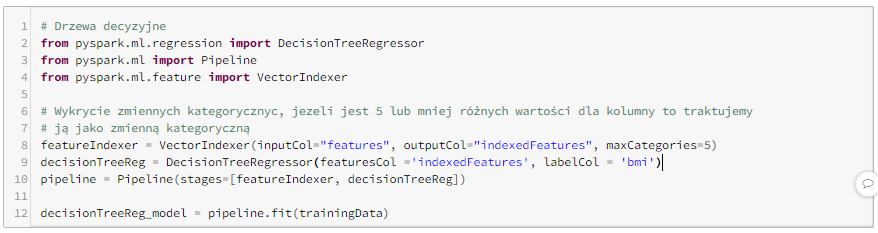 1 # Drzewa decyzyjne
2 from pyspark.ml.regression import DecisionTreeRegressor
3 from pyspark.ml import Pipeline
4 from pyspark.ml.feature import VectorIndexer
5
6 # Wykrycie zmiennych kategorycznyc, jezeli jest 5 lub mniej różnych wartości dla kolumny to traktujemy
7 # ją jako zmienną kategoryczną
8 featureIndexer = VectorIndexer(inputCol="features", outputCol="indexedFeatures", maxCategories=5)
9 decisionTreeReg = DecisionTreeRegressor(featuresCol ='indexedFeatures', labelCol = 'bmi')
10 pipeline = Pipeline(stages=[featureIndexer, decisionTreeReg])
11
12 decisionTreeReg_model = pipeline.fit(trainingData)